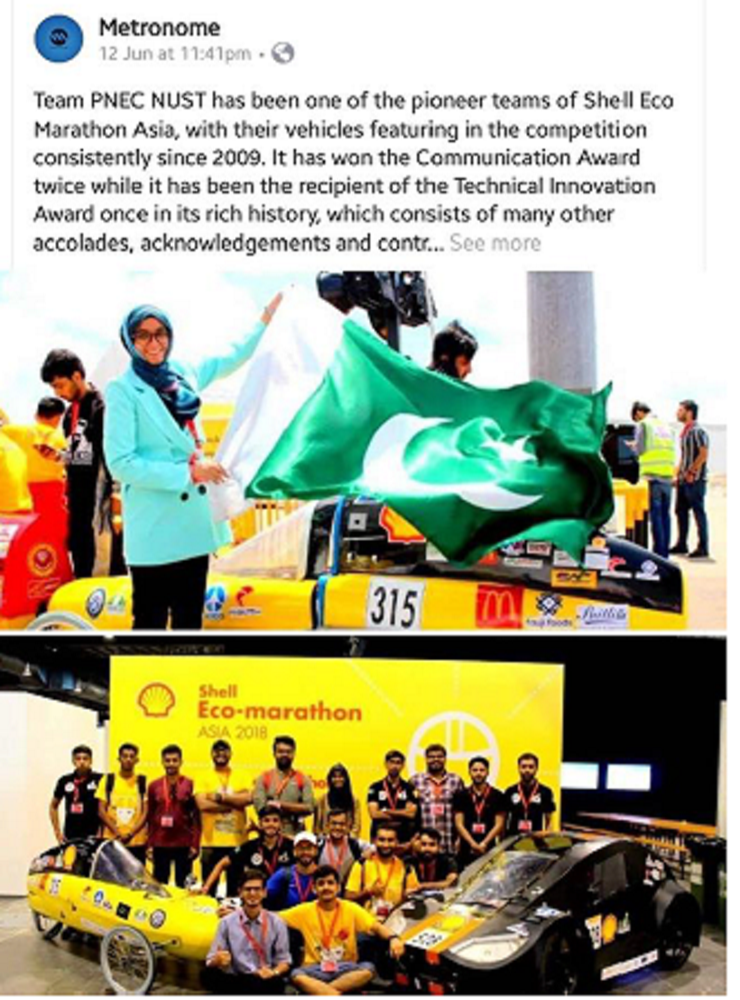 Metronome
12 Jun at 11:41pm
Team PNEC NUST has been one of the pioneer teams of Shell Eco
Marathon Asia, with their vehicles featuring in the competition
consistently since 2009. It has won the Communication Award
twice while it has been the recipient of the Technical Innovation
Award once in its rich history, which consists of many other
accolades, acknowledgements and contr... See more
315
Fauji Foods
Shell
Eco-marathon
ASIA 2018
315